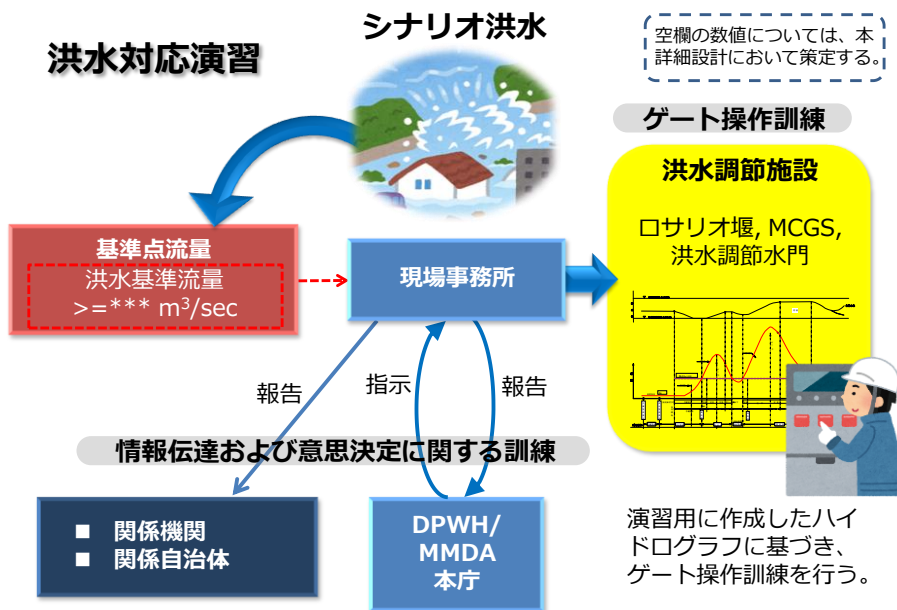 洪水対応演習
シナリオ洪水
空欄の数値については、本
詳細設計において策定する。
ゲート操作訓練
洪水調節施設
ロサリオ堰, MCGS,
洪水調節水門
基準点流量
洪水基準流量
>=*** m³/sec
現場事務所
報告
指示
報告
情報伝達および意思決定に関する訓練
■ 関係機関
■ 関係自治体
DPWH/
MMDA
本庁
演習用に作成したハイ
ドログラフに基づき、
ゲート操作訓練を行う。